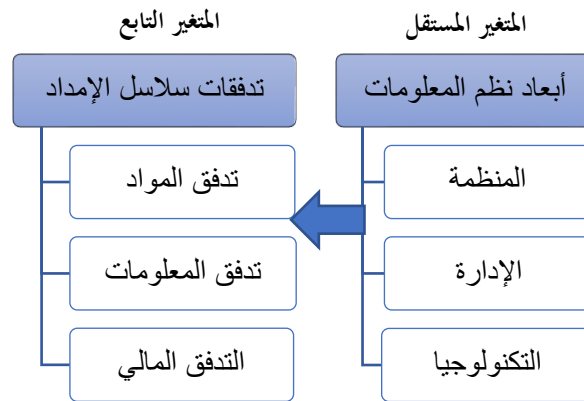 المتغير المستقل
المتغير التابع
أبعاد نظم المعلومات
تدفقات سلاسل الإمداد
المنظمة
تدفق المواد
الإدارة
تدفق المعلومات
التكنولوجيا
التدفق المالي